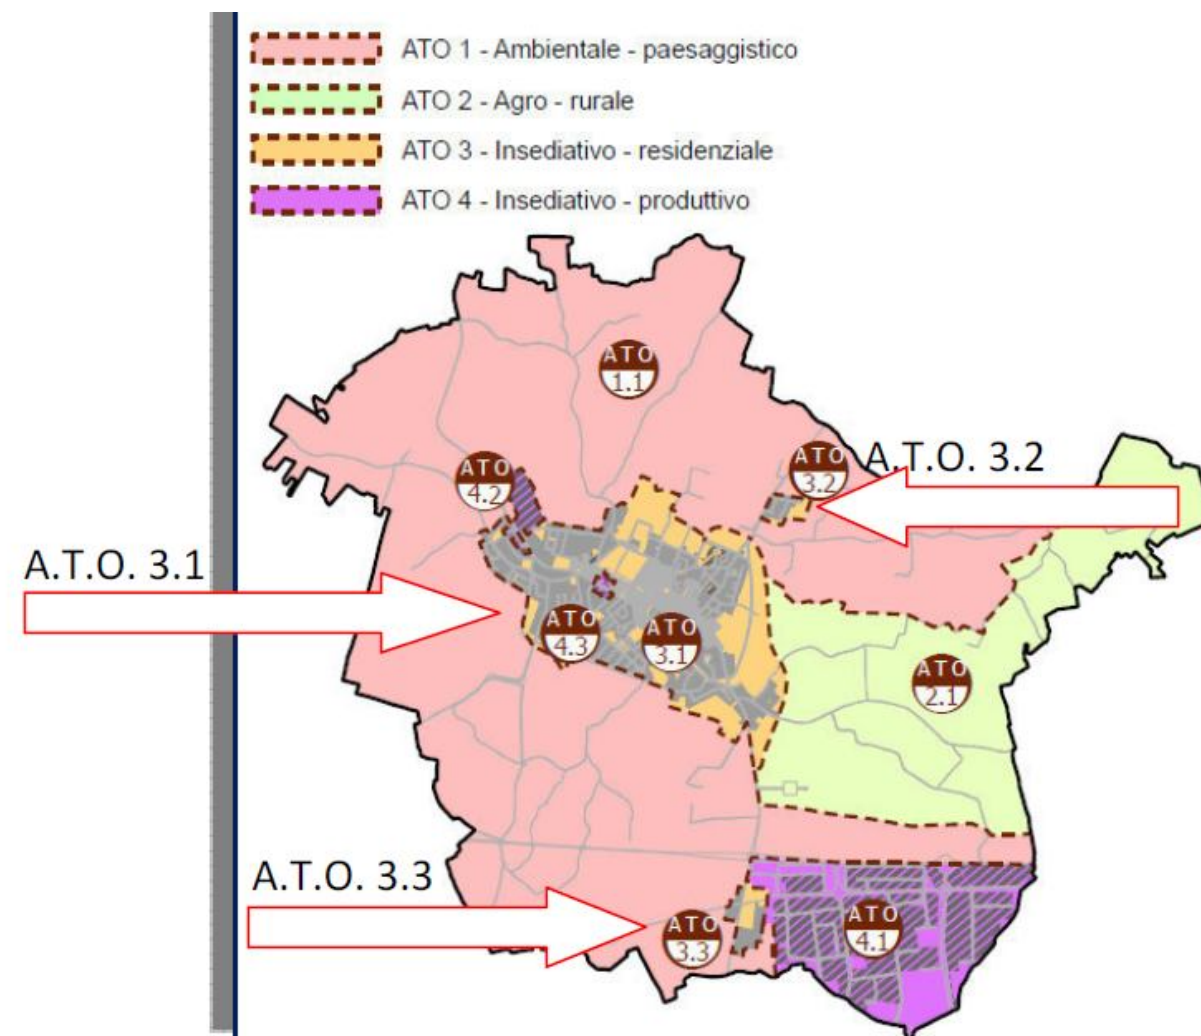 ATO 1 - Ambientale - paesaggistico
ATO 2 - Agro - rurale
ATO 3 - Insediativo - residenziale
ATO 4 - Insediativo - produttivo
ATO
1.1
ATO
3.2
A.T.O. 3.2
ATO
4.2
A.T.O. 3.1
ATO
4.3
ATO
3.1
ATO
2.1
A.T.O. 3.3
ATO
3.3
ATO
4.1